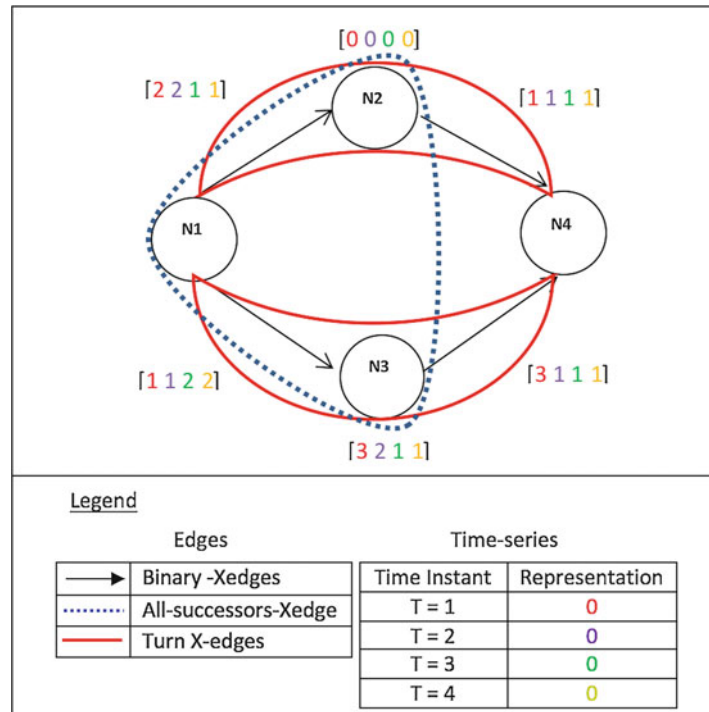 ⌈0 0 0 0⌉
⌈2 2 1 1⌉
⌈1 1 1 1⌉
N2
N1
N4
N3
⌈1 1 2 2⌉
⌈3 1 1 1⌉
⌈3 2 1 1⌉
Legend
Edges
Binary -Xedges
All-successors-Xedge
Turn X-edges
Time-series
Time Instant Representation
T = 1 0
T = 2 0
T = 3 0
T = 4 0